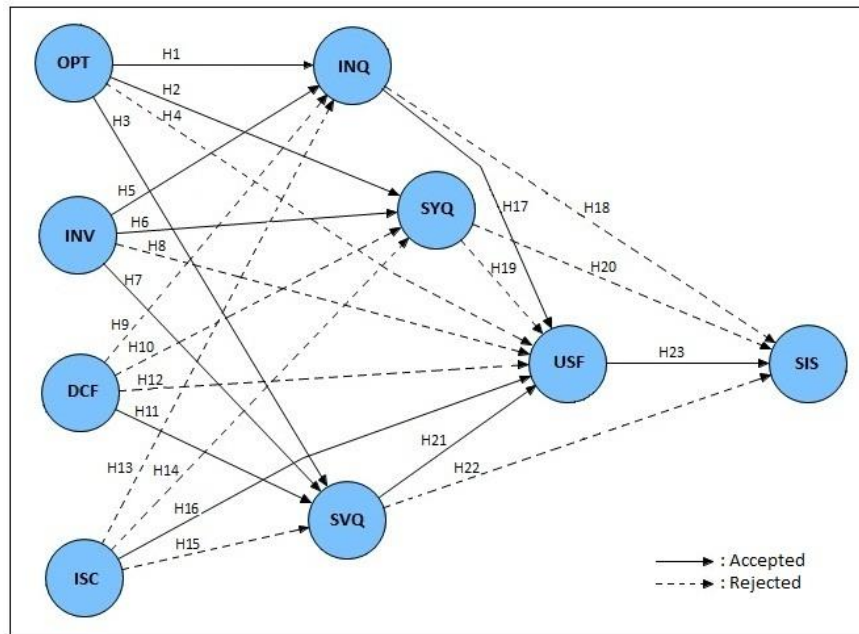 OPT
H1
INQ
H2
H3
H4
H5
SYQ
H6
H17
H18
INV
H8
H19
H20
H7
H9
H10
USF
H23
SIS
DCF
H12
H11
H21
H13
H14
H22
H16
SVQ
H15
ISC
: Accepted
: Rejected